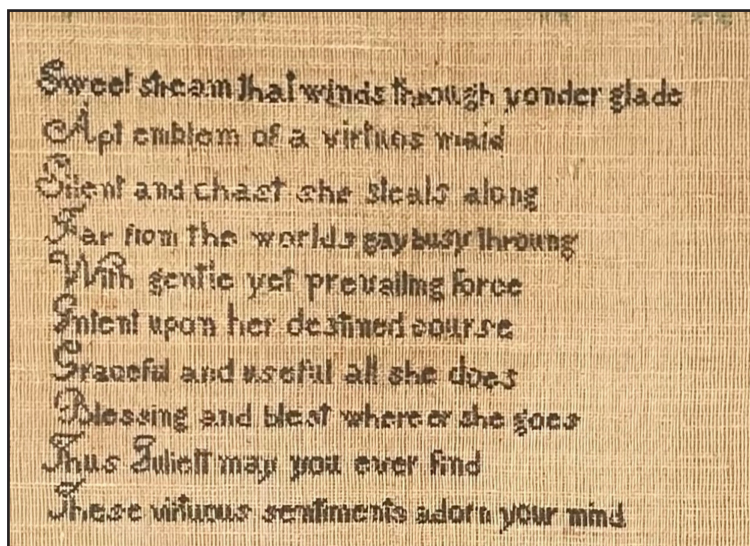 Sweet stream that winds through yonder glade
Apt emblem of a virtuos maid
Silent and chast she steals along
Far from the worlds gay busy throung
With gentle yet prevailing force
Intent upon her destined course
Graceful and useful all she does
Blessing and blest where er she goes
Thus Juliett may you ever find
These virtuous sentiments adorn your mind